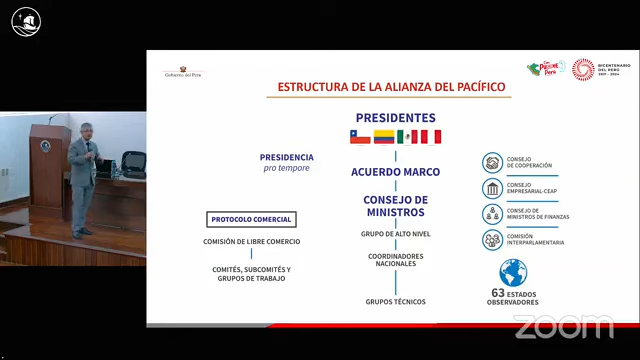 Gobierno del Perú
BICENTENARIO
DEL PERÚ
2021 - 2024
ESTRUCTURA DE LA ALIANZA DEL PACÍFICO
PRESIDENTES
PRESIDENCIA
pro tempore
ACUERDO MARCO
CONSEJO DE
MINISTROS
PROTOCOLO COMERCIAL
COMISIÓN DE LIBRE COMERCIO
COMITÉS, SUBCOMITÉS Y
GRUPOS DE TRABAJO
GRUPO DE ALTO NIVEL
COORDINADORES
NACIONALES
GRUPOS TÉCNICOS
CONSEJO
DE COOPERACIÓN
CONSEJO
EMPRESARIAL-CEAP
CONSEJO DE
MINISTROS DE FINANZAS
COMISIÓN
INTERPARLAMENTARIA
63 ESTADOS
OBSERVADORES
zoom